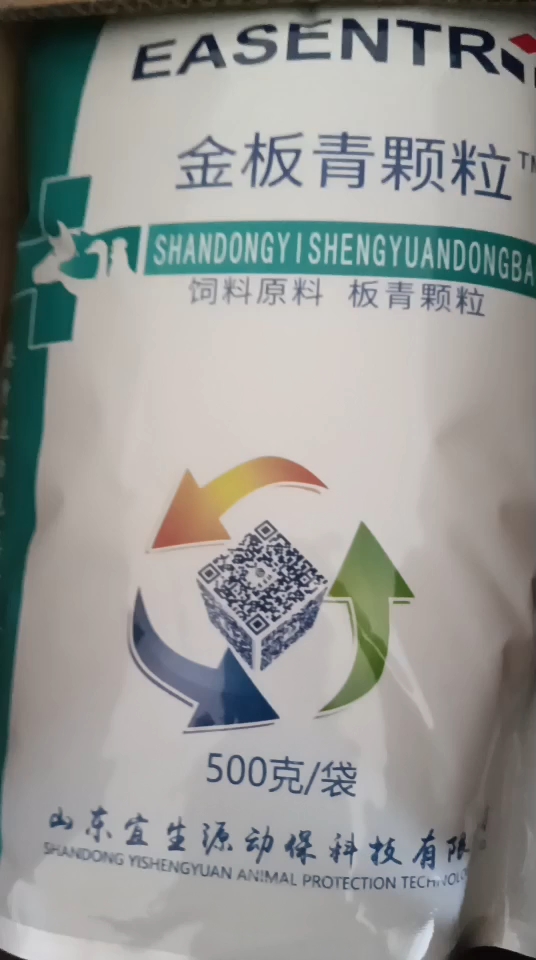 EASENTR
金板青颗粒™
SHANDONGYISHENGYUANDONGBA
饲料原料 板青颗粒
500克/袋
山东宜生源动保科技有限
SHANDONG YISHENGYUAN ANIMAL PROTECTION TECHNOLO